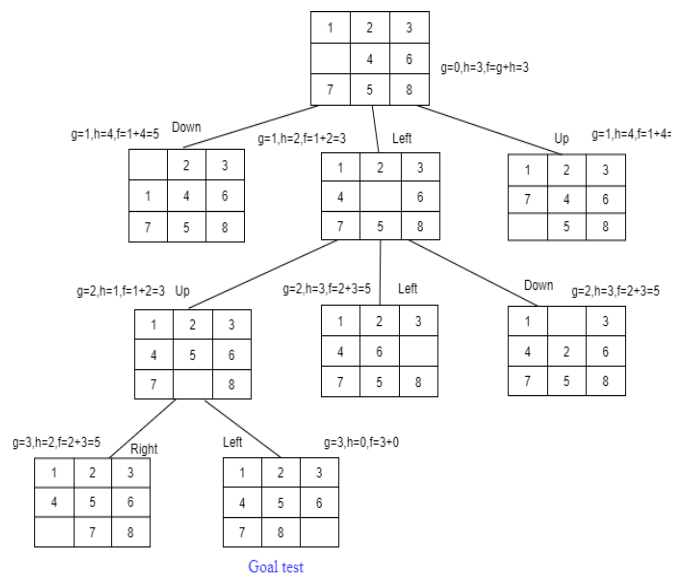 1 2 3
4 6
7 5 8
g=0,h=3,f=g+h=3
g=1,h=4,f=1+4=5 Down
2 3
1 4 6
7 5 8
g=1,h=2,f=1+2=3 Left
1 2 3
4 6
7 5 8
Up g=1,h=4,f=1+4=
1 2 3
7 4 6
5 8
g=2,h=1,f=1+2=3 Up
1 2 3
4 5 6
7 8
g=2,h=3,f=2+3=5 Left
1 2 3
4 6
7 5 8
Down g=2,h=3,f=2+3=5
1 3
4 2 6
7 5 8
g=3,h=2,f=2+3=5 Right
1 2 3
4 5 6
7 8
Left g=3,h=0,f=3+0
1 2 3
4 5 6
7 8
Goal test